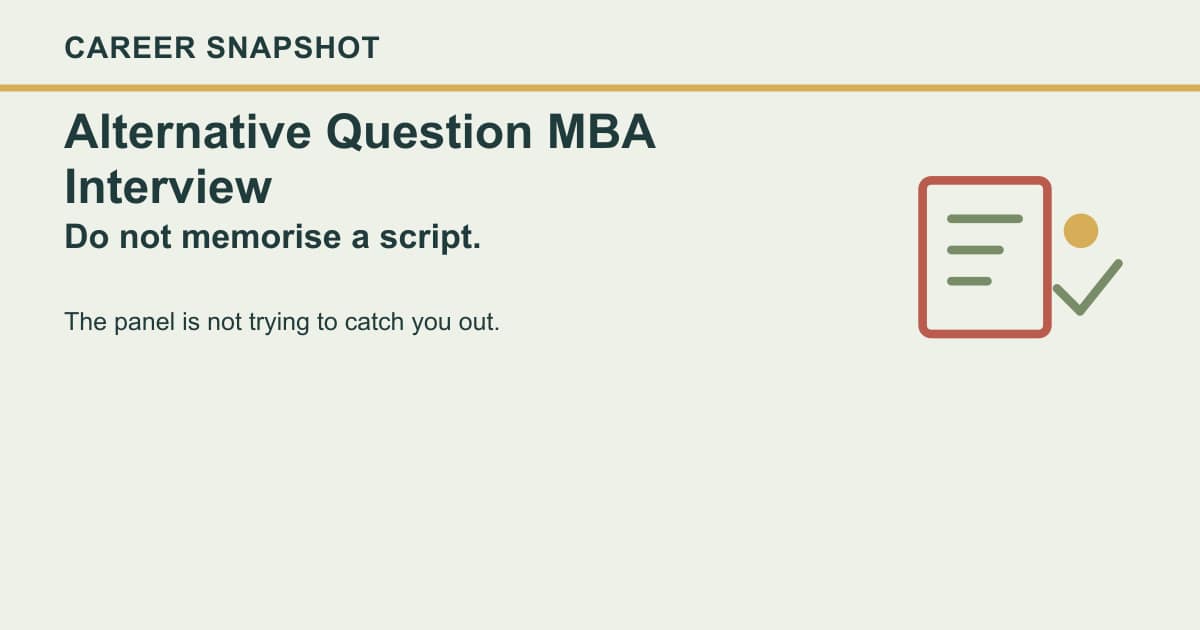 CAREER SNAPSHOT
Alternative Question MBA
Interview
Do not memorise a script.
The panel is not trying to catch you out.